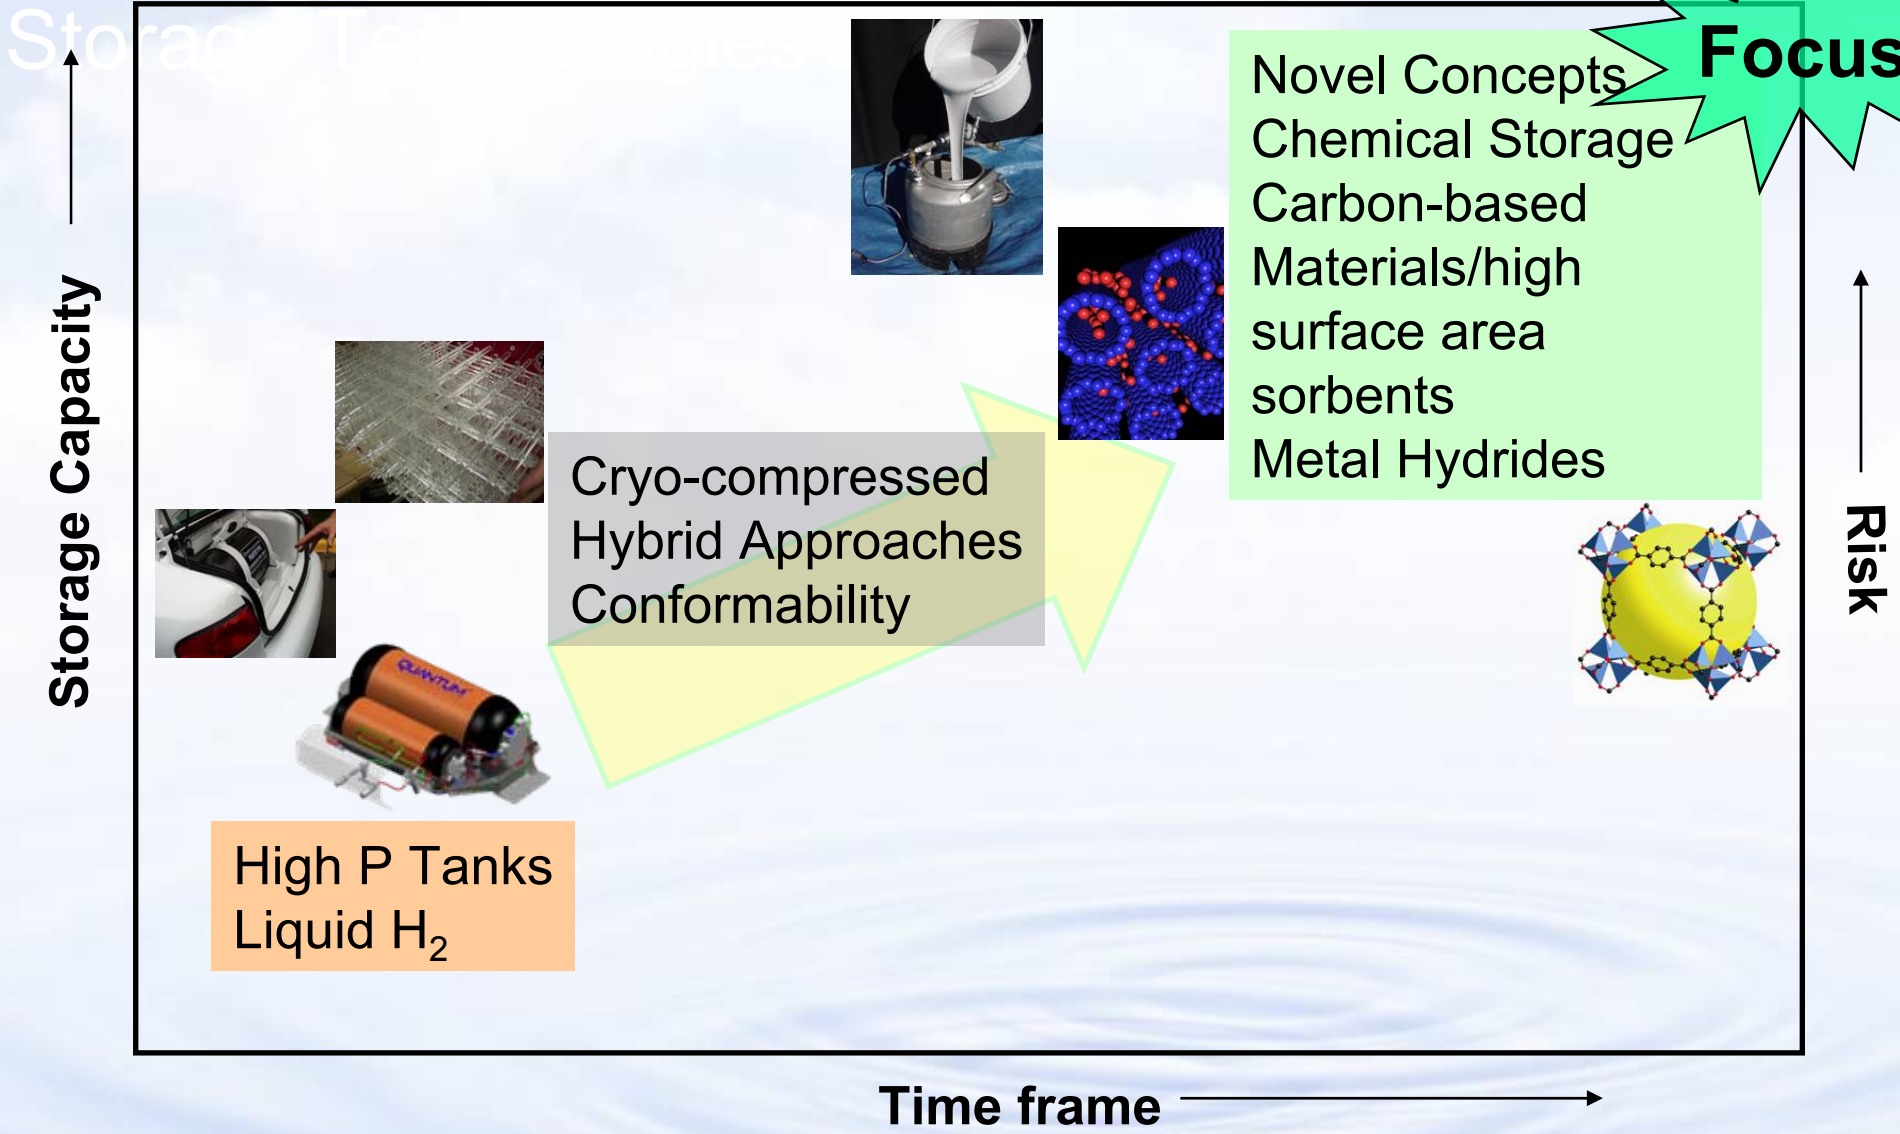 Storage Technologies
Focus
Novel Concepts
Chemical Storage
Carbon-based
Materials/high
surface area
sorbents
Metal Hydrides
Storage Capacity
Risk
Cryo-compressed
Hybrid Approaches
Conformability
QUANTUM
High P Tanks
Liquid H₂
Time frame